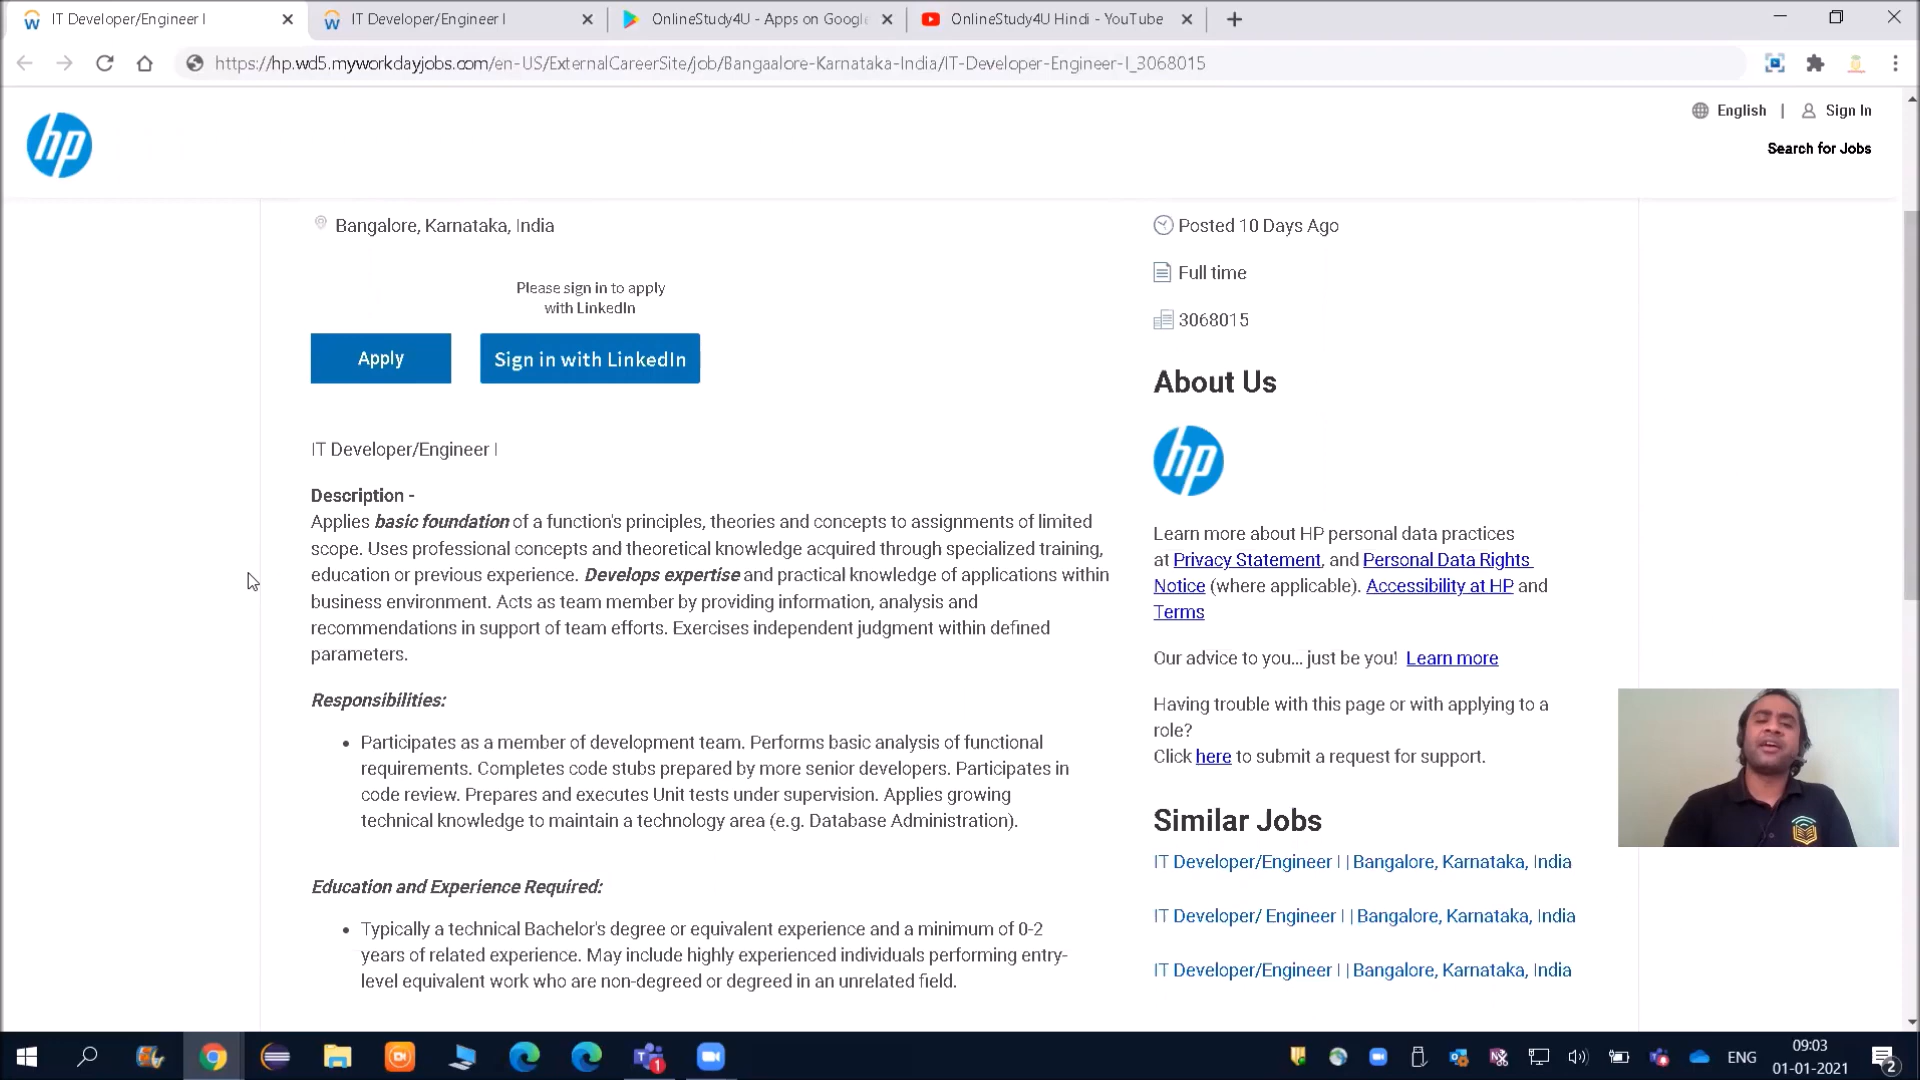 IT Developer/Engineer I
IT Developer/Engineer I
OnlineStudy4U - Apps on Google
OnlineStudy4U Hindi - YouTube
https://hp.wd5.myworkdayjobs.com/en-US/ExternalCareerSite/job/Bangaalore-Karnataka-India/IT-Developer-Engineer-I_3068015
hp
English | Sign In
Search for Jobs
Bangalore, Karnataka, India
Please sign in to apply
with LinkedIn
Apply
Sign in with LinkedIn
IT Developer/Engineer I
Description -
Applies basic foundation of a function's principles, theories and concepts to assignments of limited
scope. Uses professional concepts and theoretical knowledge acquired through specialized training,
education or previous experience. Develops expertise and practical knowledge of applications within
business environment. Acts as team member by providing information, analysis and
recommendations in support of team efforts. Exercises independent judgment within defined
parameters.
Responsibilities:
• Participates as a member of development team. Performs basic analysis of functional
requirements. Completes code stubs prepared by more senior developers. Participates in
code review. Prepares and executes Unit tests under supervision. Applies growing
technical knowledge to maintain a technology area (e.g. Database Administration).
Education and Experience Required:
• Typically a technical Bachelor's degree or equivalent experience and a minimum of 0-2
years of related experience. May include highly experienced individuals performing entry-
level equivalent work who are non-degreed or degreed in an unrelated field.
Posted 10 Days Ago
Full time
3068015
About Us
hp
Learn more about HP personal data practices
at Privacy Statement, and Personal Data Rights
Notice (where applicable). Accessibility at HP and
Terms
Our advice to you... just be you! Learn more
Having trouble with this page or with applying to a
role?
Click here to submit a request for support.
Similar Jobs
IT Developer/Engineer I | Bangalore, Karnataka, India
IT Developer/ Engineer I | Bangalore, Karnataka, India
IT Developer/Engineer I | Bangalore, Karnataka, India
1
ENG
09:03
01-01-2021
2